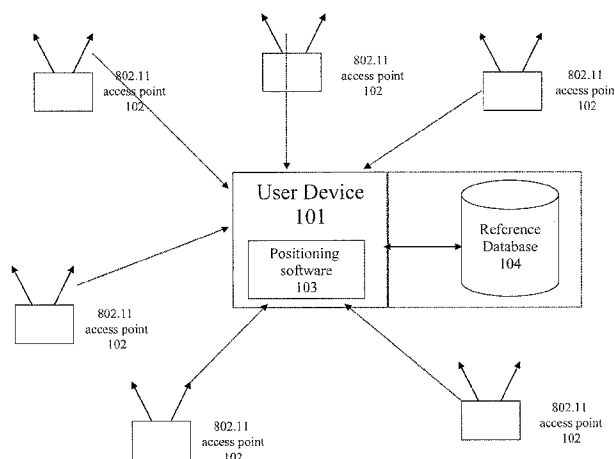 802.11
access point
102
802.11
access point
102
802.11
access point
102
User Device
101
Positioning
software
103
Reference
Database
104
802.11
access point
102
802.11
access point
102
802.11
access point
102